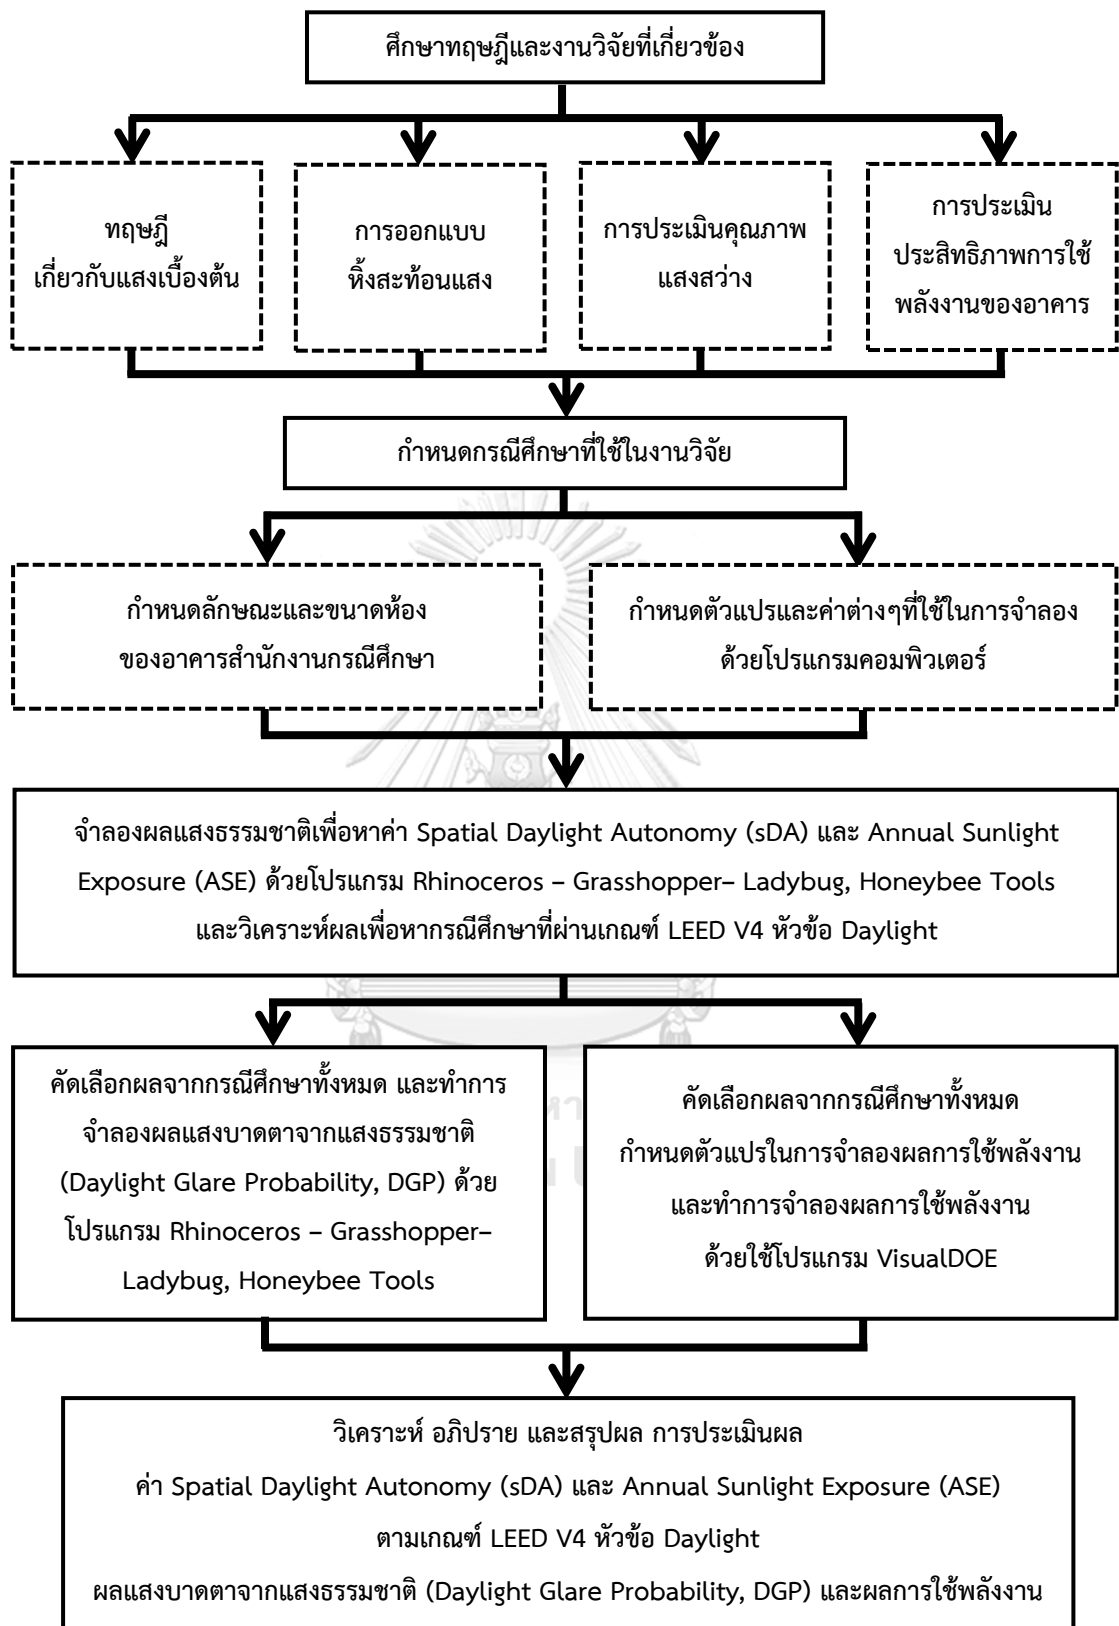 ศึกษาทฤษฎีและงานวิจัยที่เกี่ยวข้อง
ทฤษฎี
เกี่ยวกับแสงเบื้องต้น
การออกแบบ
หิ้งสะท้อนแสง
การประเมินคุณภาพ
แสงสว่าง
การประเมิน
ประสิทธิภาพการใช้
พลังงานของอาคาร
กำหนดกรณีศึกษาที่ใช้ในงานวิจัย
กำหนดลักษณะและขนาดห้อง
ของอาคารสำนักงานกรณีศึกษา
กำหนดตัวแปรและค่าต่างๆที่ใช้ในการจำลอง
ด้วยโปรแกรมคอมพิวเตอร์
จำลองผลแสงธรรมชาติเพื่อหาค่า Spatial Daylight Autonomy (sDA) และ Annual Sunlight
Exposure (ASE) ด้วยโปรแกรม Rhinoceros – Grasshopper– Ladybug, Honeybee Tools
และวิเคราะห์ผลเพื่อหากรณีศึกษาที่ผ่านเกณฑ์ LEED V4 หัวข้อ Daylight
คัดเลือกผลจากกรณีศึกษาทั้งหมด และทำการ
จำลองผลแสงบาดตาจากแสงธรรมชาติ
(Daylight Glare Probability, DGP) ด้วย
โปรแกรม Rhinoceros – Grasshopper–
Ladybug, Honeybee Tools
คัดเลือกผลจากกรณีศึกษาทั้งหมด
กำหนดตัวแปรในการจำลองผลการใช้พลังงาน
และทำการจำลองผลการใช้พลังงาน
ด้วยใช้โปรแกรม VisualDOE
วิเคราะห์ อภิปราย และสรุปผล การประเมินผล
ค่า Spatial Daylight Autonomy (sDA) และ Annual Sunlight Exposure (ASE)
ตามเกณฑ์ LEED V4 หัวข้อ Daylight
ผลแสงบาดตาจากแสงธรรมชาติ (Daylight Glare Probability, DGP) และผลการใช้พลังงาน